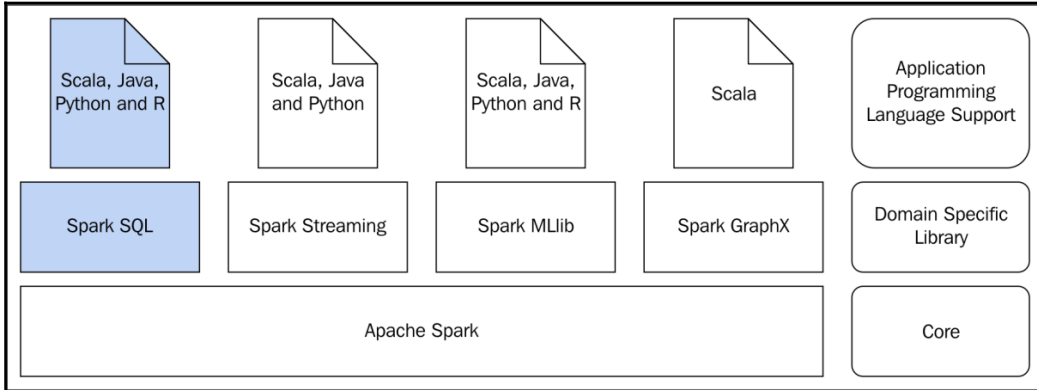 Scala, Java,
Python and R
Scala, Java
and Python
Scala, Java,
Python and R
Scala
Application
Programming
Language Support
Spark SQL
Spark Streaming
Spark MLlib
Spark GraphX
Domain Specific
Library
Apache Spark
Core